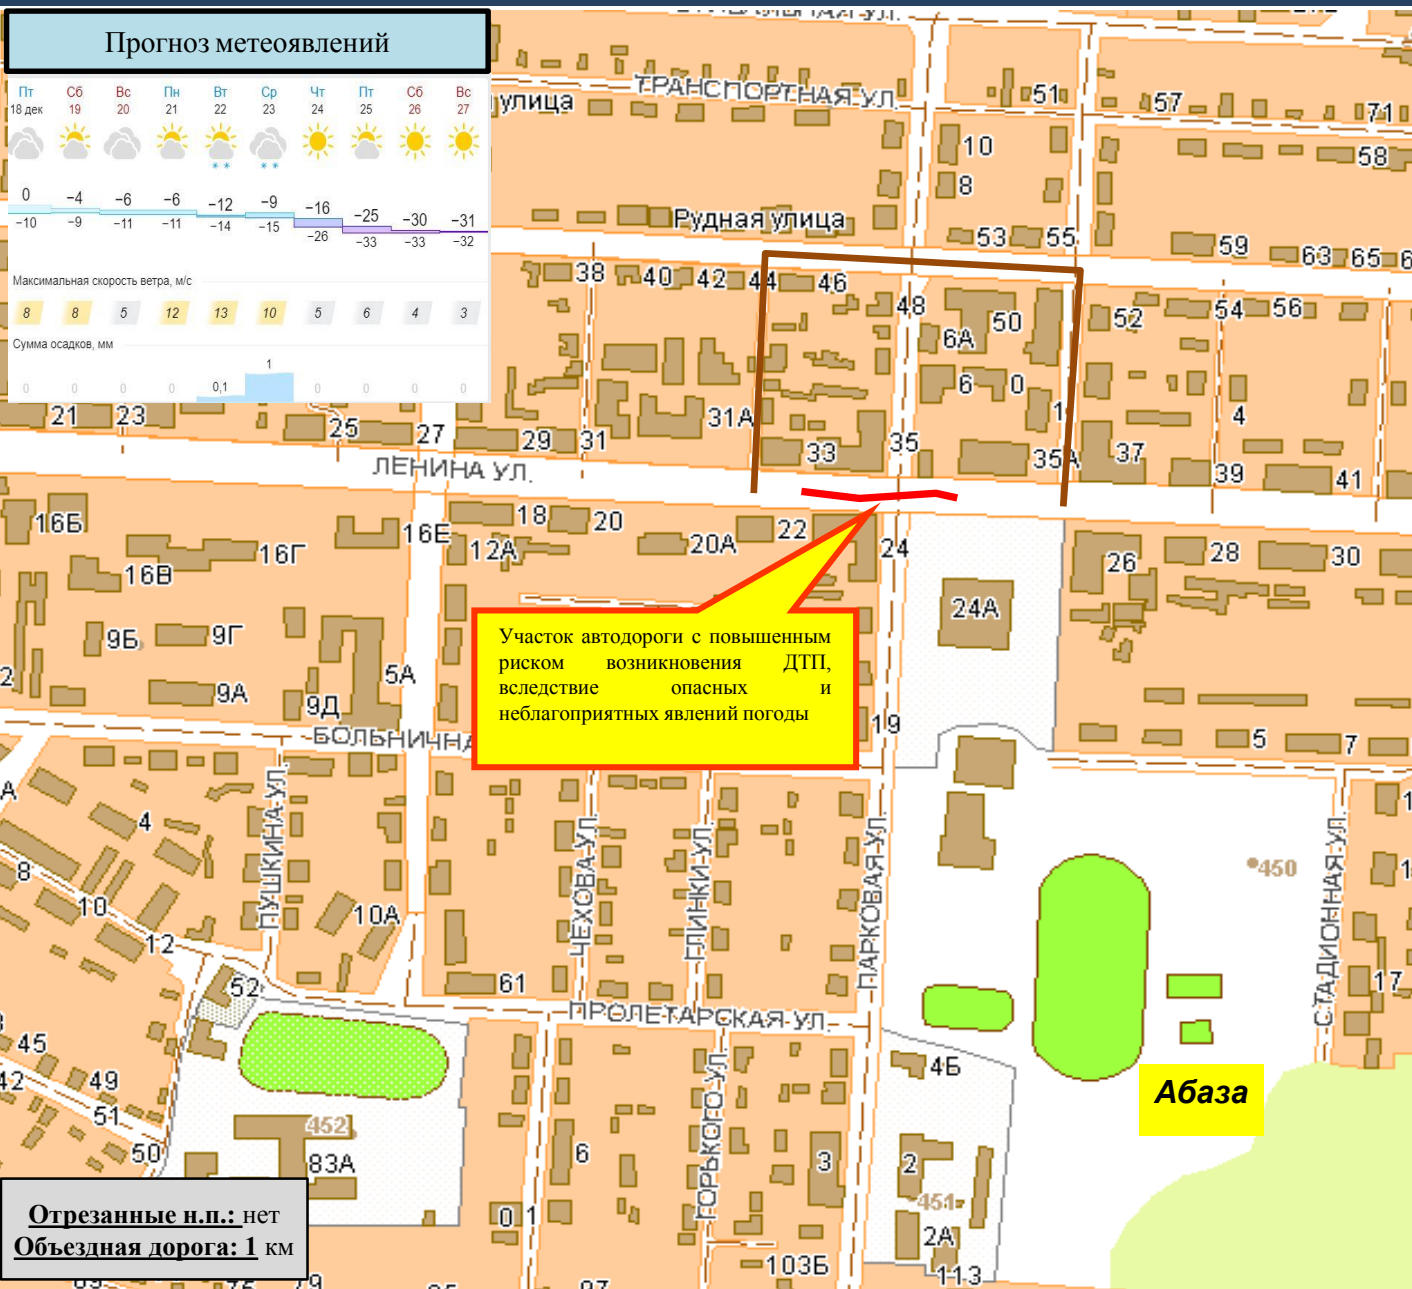 Прогноз метеоявлений
Пт Сб Вс Пн Вт Ср Чт Пт Сб Вс
18 дек 19 20 21 22 23 24 25 26 27
0 −4 −6 −6 −12 −9 −16 −25 −30 −31
−10 −9 −11 −11 −14 −15 −26 −33 −33 −32
Максимальная скорость ветра, м/с
8 8 5 12 13 10 5 6 4 3
Сумма осадков, мм
0 0 0 0 0,1 1 0 0 0 0
улица
ТРАНСПОРТНАЯ УЛ.
51 57 71
10 58
8
Рудная улица
53 55 59 63 65
38 40 42 44 46
48 50 52 54 56
6А
6 0
1 4
21 23 25 27 29 31 31А 33 35 35А 37 39 41
ЛЕНИНА УЛ.
16Б 16Е 18 20 20А 22 24 26 28 30
16Г 12А
16В
24А
9Б 9Г
5А
9А
9Д
Участок автодороги с повышенным
риском возникновения ДТП,
вследствие опасных и
неблагоприятных явлений погоды
19
5 7
ПУШКИНА УЛ.
ЧЕХОВА УЛ.
ГЛИНКИ УЛ.
ПАРКОВАЯ УЛ.
СТАДИОННАЯ УЛ.
4
8
10
12
10А
450
52
61
17
ПРОЛЕТАРСКАЯ УЛ.
ГОРЬКОГО УЛ.
45
42 49
51
50
452
83А
4Б
Абаза
6 3 2
451
0 1
2А
103Б
113
Отрезанные н.п.: нет
Объездная дорога: 1 км